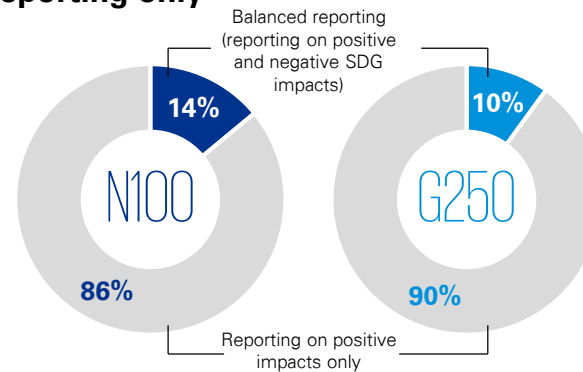 eporting only
Balanced reporting
(reporting on positive
and negative SDG
impacts)
14%
10%
N100
G250
86%
90%
Reporting on positive
impacts only